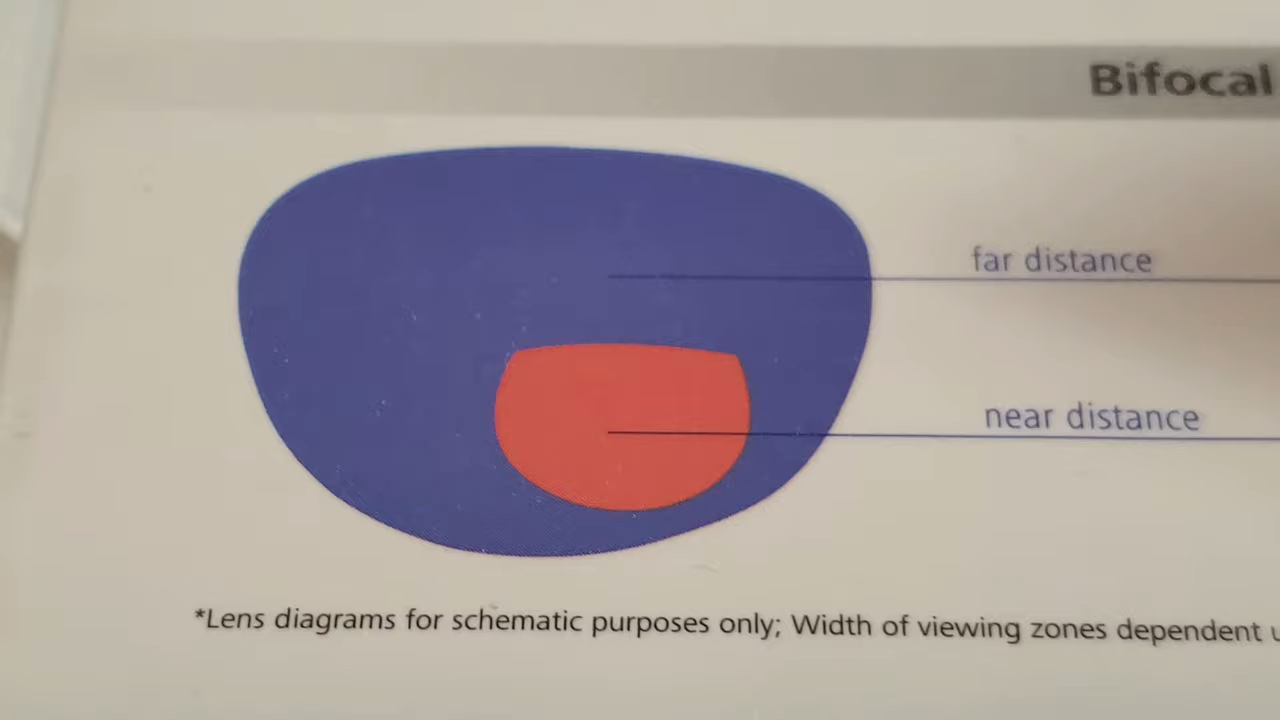 Bifocal
far distance
near distance
*Lens diagrams for schematic purposes only; Width of viewing zones dependent